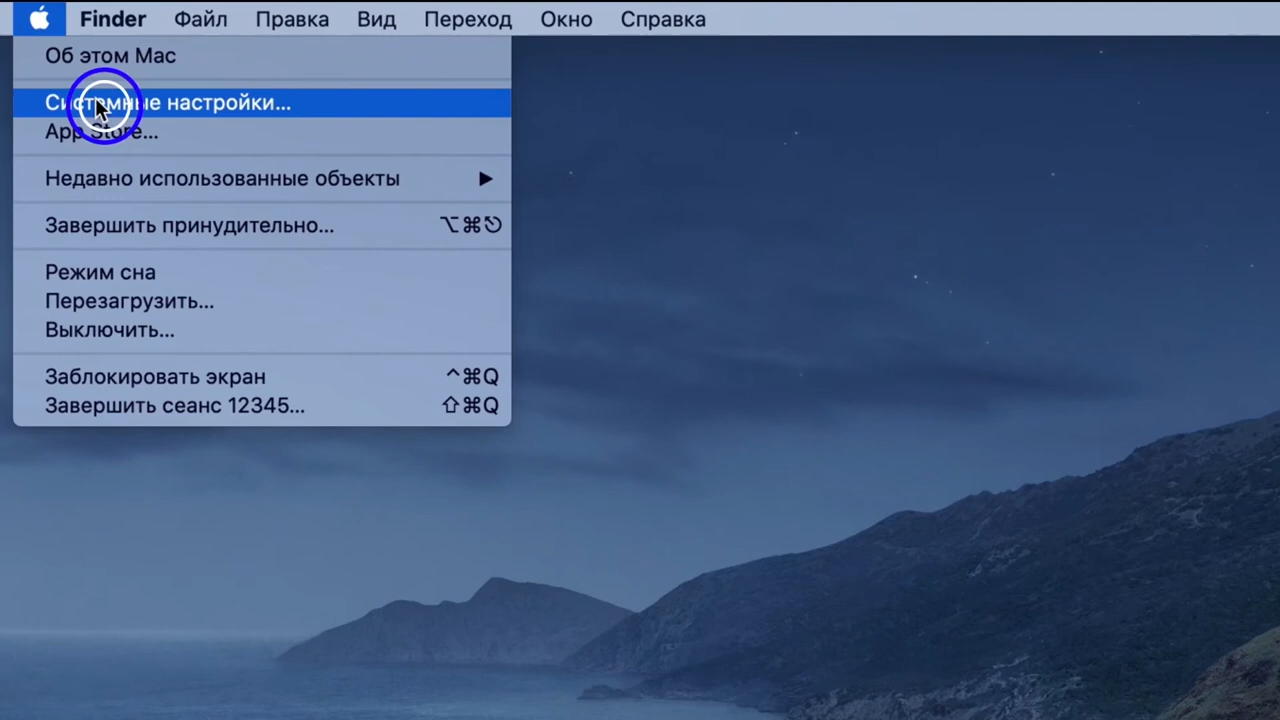 Finder Файл Правка Вид Переход Окно Справка
Об этом Mac
Системные настройки...
App Store...
Недавно использованные объекты ▶
Завершить принудительно... ⌥⌘⎋
Режим сна
Перезагрузить...
Выключить...
Заблокировать экран ^⌘Q
Завершить сеанс 12345... ⇧⌘Q